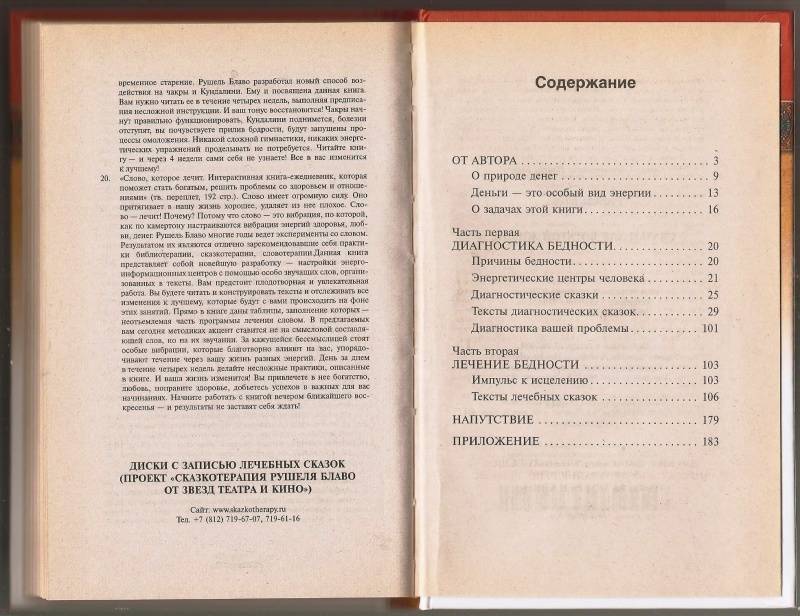 временное старение. Рушель Блаво разработал новый способ воз-
действия на чакры и Кундалини. Ему и посвящена данная книга.
Вам нужно читать ее в течение четырех недель, выполняя предписа-
ния несложной инструкции. И ваш тонус восстановится! Чакры нач-
нут правильно функционировать, Кундалини поднимется, болезни
отступят, вы почувствуете прилив бодрости, будут запущены про-
цессы омоложения. Никакой сложной гимнастики, никаких энерге-
тических упражнений проделывать не потребуется. Читайте кни-
гу — и через 4 недели сами себя не узнаете! Все в вас изменится
к лучшему!
20. «Слово, которое лечит. Интерактивная книга-ежедневник, которая
поможет стать богатым, решить проблемы со здоровьем и отноше-
ниями» (тв. переплет, 192 стр.). Слово имеет огромную силу. Оно
притягивает в нашу жизнь хорошее, удаляет из нее плохое. Сло-
во — лечит! Почему? Потому что слово — это вибрация, по которой,
как по камертону настраиваются вибрации энергий здоровья, люб-
ви, денег. Рушель Блаво многие годы ведет эксперименты со словом.
Результатом их являются отлично зарекомендовавшие себя практи-
ки библиотерапии, сказкотерапии, словотерапии.Данная книга
представляет собой новейшую разработку — настройки энерго-
информационных центров с помощью особо звучащих слов, органи-
зованных в тексты. Вам предстоит плодотворная и увлекательная
работа. Вы будете читать и конструировать тексты и отслеживать все
изменения к лучшему, которые будут с вами происходить на фоне
этих занятий. Прямо в книге даны таблицы, заполнение которых —
неотъемлемая часть программы лечения словом. В предлагаемых
вам сегодня методиках акцент ставится не на смысловой составляю-
щей слов, но на их звучании. За кажущейся бессмыслицей стоят
особые вибрации, которые благотворно влияют на вас, упорядо-
чивают течение через вашу жизнь разных энергий. День за днем
в течение четырех недель делайте несложные практики, описанные
в книге. И ваша жизнь изменится! Вы привлечете в нее богатство,
любовь, поправите здоровье, добьетесь успехов в важных для вас
начинаниях. Начните работать с книгой вечером ближайшего вос-
кресенья — и результаты не заставят себя ждать!
ДИСКИ С ЗАПИСЬЮ ЛЕЧЕБНЫХ СКАЗОК
(ПРОЕКТ «СКАЗКОТЕРАПИЯ РУШЕЛЯ БЛАВО
ОТ ЗВЕЗД ТЕАТРА И КИНО»)
Сайт: www.skazkotherapy.ru
Тел. +7 (812) 719-67-07, 719-61-16
Содержание
ОТ АВТОРА . . . . . . . . . . 3
О природе денег . . . . . . . . . . 9
Деньги — это особый вид энергии . . . . . . . . . . 13
О задачах этой книги . . . . . . . . . . 16
Часть первая
ДИАГНОСТИКА БЕДНОСТИ . . . . . . . . . . 20
Причины бедности . . . . . . . . . . 20
Энергетические центры человека . . . . . . . . . . 21
Диагностические сказки . . . . . . . . . . 25
Тексты диагностических сказок . . . . . . . . . . 29
Диагностика вашей проблемы . . . . . . . . . . 101
Часть вторая
ЛЕЧЕНИЕ БЕДНОСТИ . . . . . . . . . . 103
Импульс к исцелению . . . . . . . . . . 103
Тексты лечебных сказок . . . . . . . . . . 106
НАПУТСТВИЕ . . . . . . . . . . 179
ПРИЛОЖЕНИЕ . . . . . . . . . . 183